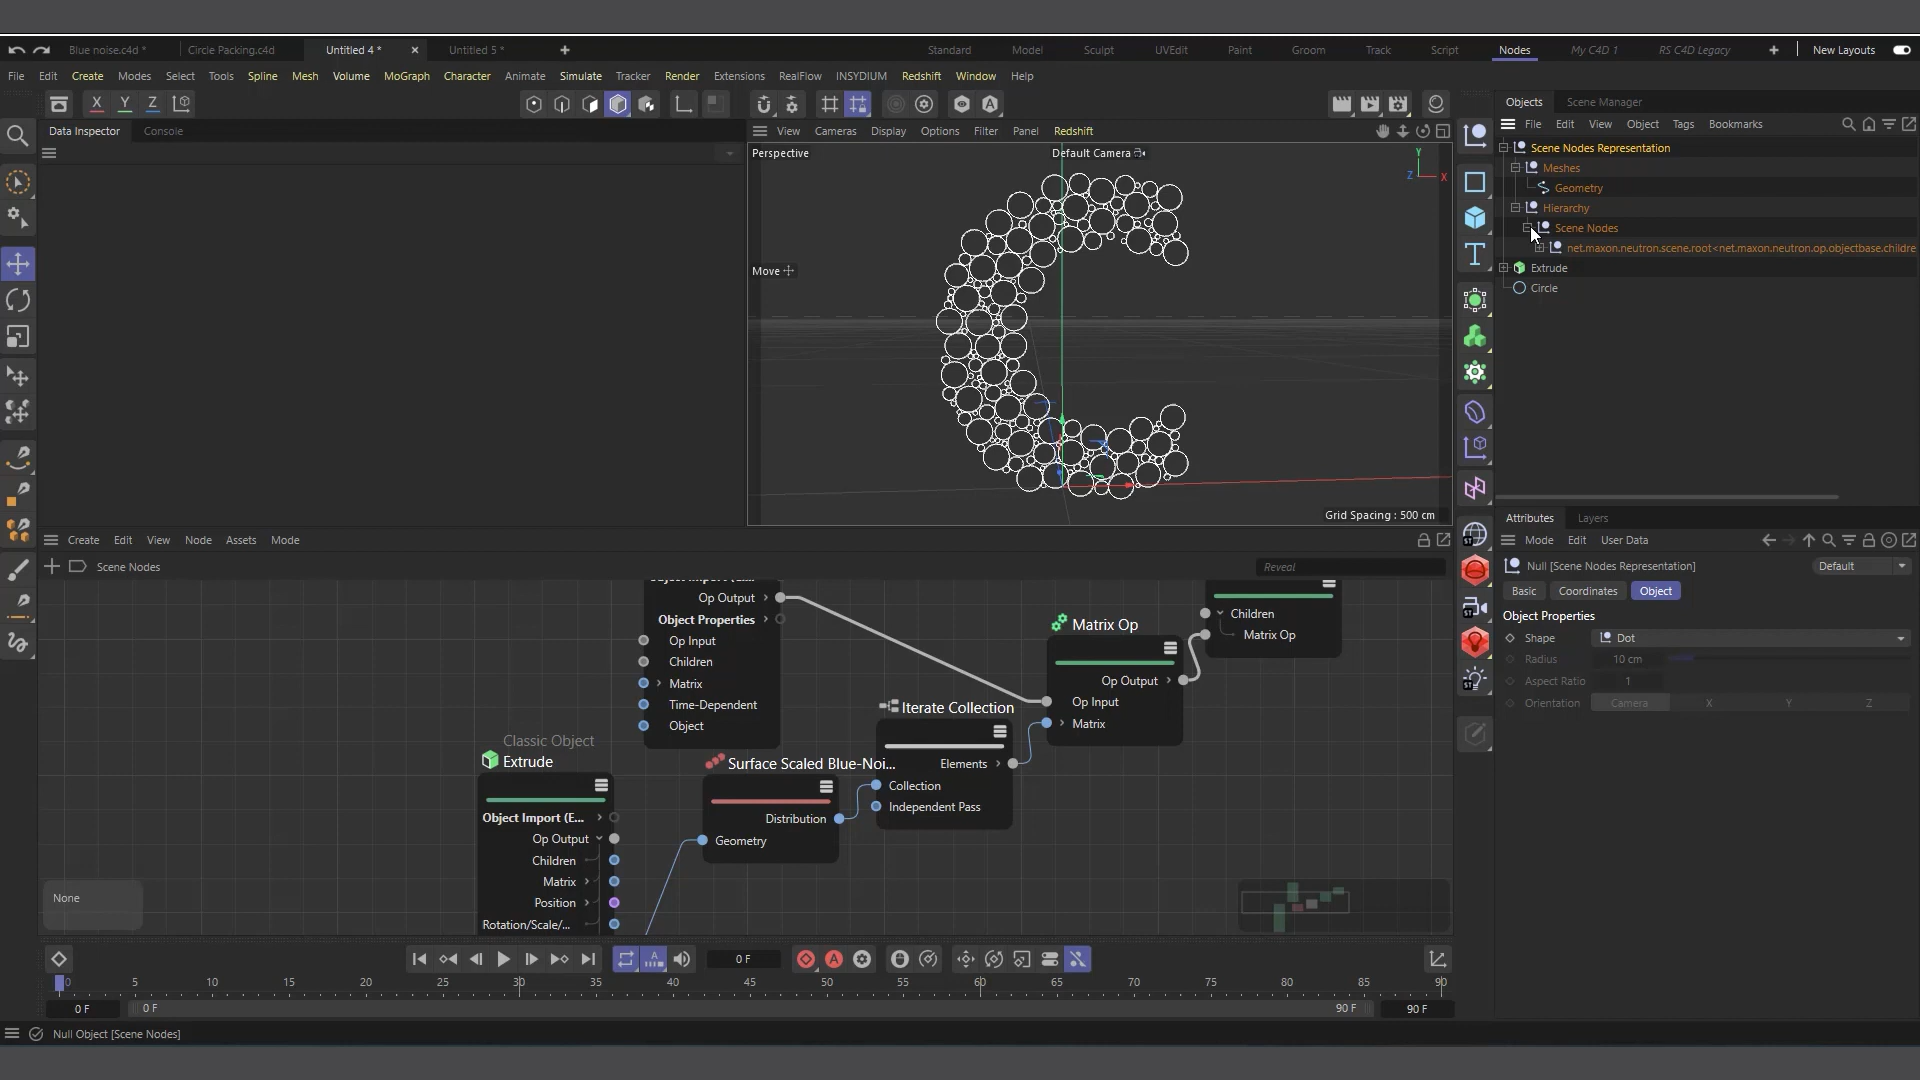 Blue noise.c4d *
Circle Packing.c4d
Untitled 4 *
Untitled 5 *
Standard
Model
Sculpt
UVEdit
Paint
Groom
Track
Script
Nodes
My C4D 1
RS C4D Legacy
New Layouts
File Edit Create Modes Select Tools Spline Mesh Volume MoGraph Character Animate Simulate Tracker Render Extensions RealFlow INSYDIUM Redshift Window Help
X Y Z
Data Inspector
Console
View Cameras Display Options Filter Panel Redshift
Perspective
Default Camera
Y
Z
X
Move
Grid Spacing : 500 cm
Objects
Scene Manager
File Edit View Object Tags Bookmarks
Scene Nodes Representation
Meshes
Geometry
Hierarchy
Scene Nodes
net.maxon.neutron.scene.root<net.maxon.neutron.op.objectbase.childre
Extrude
Circle
Attributes
Layers
Mode Edit User Data
Null [Scene Nodes Representation]
Default
Basic
Coordinates
Object
Object Properties
Shape
Dot
Radius
10 cm
Aspect Ratio
1
Orientation
Camera
X
Y
Z
Create Edit View Node Assets Mode
Scene Nodes
Reveal
Op Output
Object Properties
Op Input
Children
Matrix
Time-Dependent
Object
Classic Object
Extrude
Object Import (E...
Op Output
Children
Matrix
Position
Rotation/Scale/...
Surface Scaled Blue-Noi...
Distribution
Geometry
Iterate Collection
Elements
Collection
Independent Pass
Matrix Op
Op Output
Op Input
Matrix
Children
Matrix Op
None
0 F
0 5 10 15 20 25 30 35 40 45 50 55 60 65 70 75 80 85 90
0 F
0 F
90 F
90 F
Null Object [Scene Nodes]